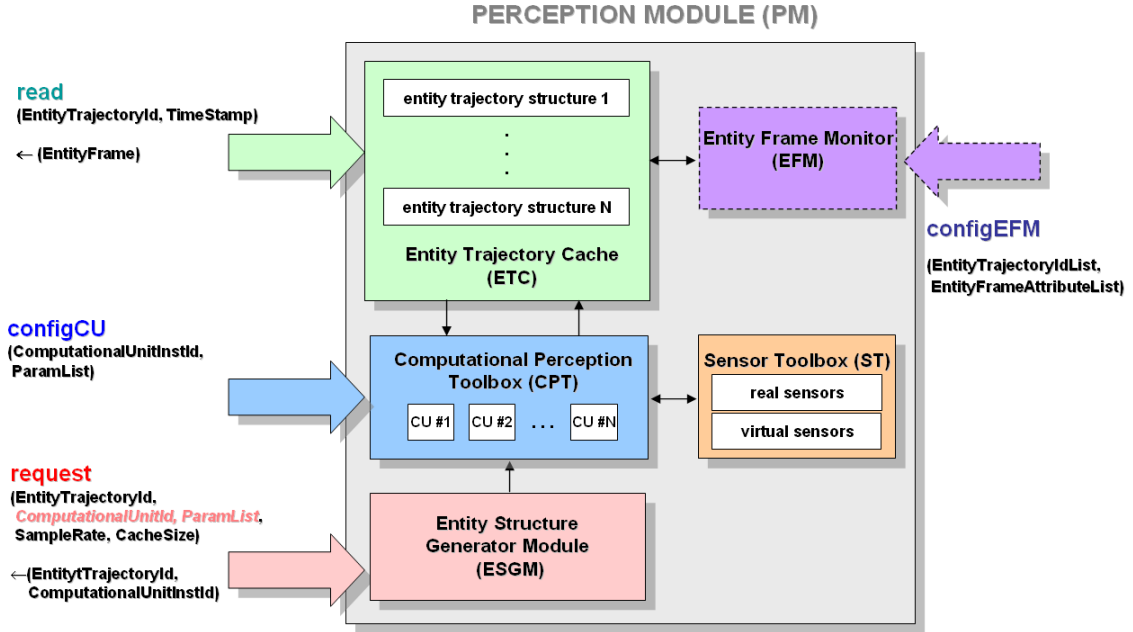 PERCEPTION MODULE (PM)
read
(EntityTrajectoryId, TimeStamp)
← (EntityFrame)
entity trajectory structure 1
.
.
.
entity trajectory structure N
Entity Trajectory Cache
(ETC)
Entity Frame Monitor
(EFM)
configEFM
(EntityTrajectoryIdList,
EntityFrameAttributeList)
configCU
(ComputationalUnitInstId,
ParamList)
Computational Perception
Toolbox (CPT)
CU #1
CU #2
...
CU #N
Sensor Toolbox (ST)
real sensors
virtual sensors
request
(EntityTrajectoryId,
ComputationalUnitId, ParamList,
SampleRate, CacheSize)
←(EntitytTrajectoryId,
ComputationalUnitInstId)
Entity Structure
Generator Module
(ESGM)